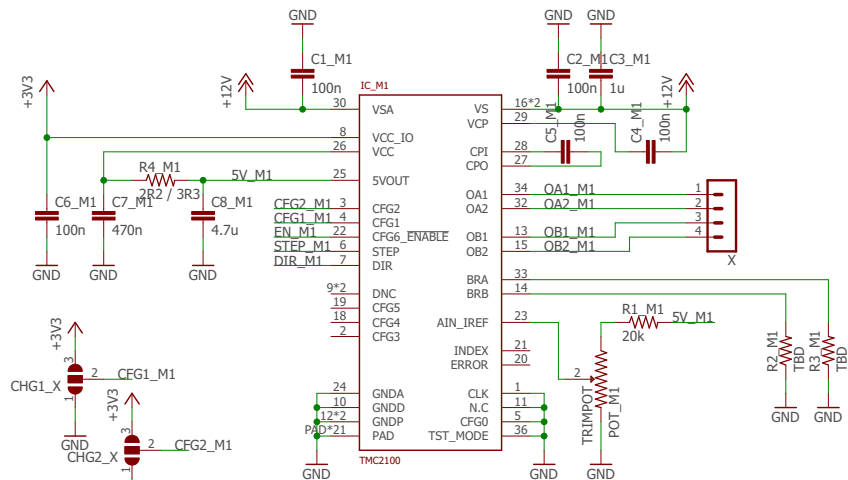 GND
GND
GND
C1_M1
100n
C2_M1
100n
C3_M1
1u
+3V3
+12V
+12V
IC_M1
30
VSA
VS
16*2
VCP
29
C5_M1
100n
C4_M1
100n
8
VCC_IO
26
VCC
CPI
28
CPO
27
R4_M1
2R2 / 3R3
5V_M1
25
5VOUT
OA1
34
OA1_M1
1
OA2
32
OA2_M1
2
OB1
13
OB1_M1
3
OB2
15
OB2_M1
4
X
C6_M1
100n
C7_M1
470n
C8_M1
4.7u
GND
GND
GND
CFG2_M1
3
CFG2
CFG1_M1
4
CFG1
EN_M1
22
CFG6_ENABLE
STEP_M1
6
STEP
DIR_M1
7
DIR
9*2
DNC
19
CFG5
18
CFG4
2
CFG3
BRA
33
BRB
14
AIN_IREF
23
R1_M1
20k
5V_M1
INDEX
21
ERROR
20
2
TRIMPOT
POT_M1
R2_M1
TBD
R3_M1
TBD
GND
GND
24
GNDA
10
GNDD
12*2
GNDP
PAD*21
PAD
CLK
1
N.C
11
CFG0
5
TST_MODE
36
TMC2100
GND
GND
GND
+3V3
3
2
1
CHG1_X
CFG1_M1
GND
+3V3
3
2
1
CHG2_X
CFG2_M1